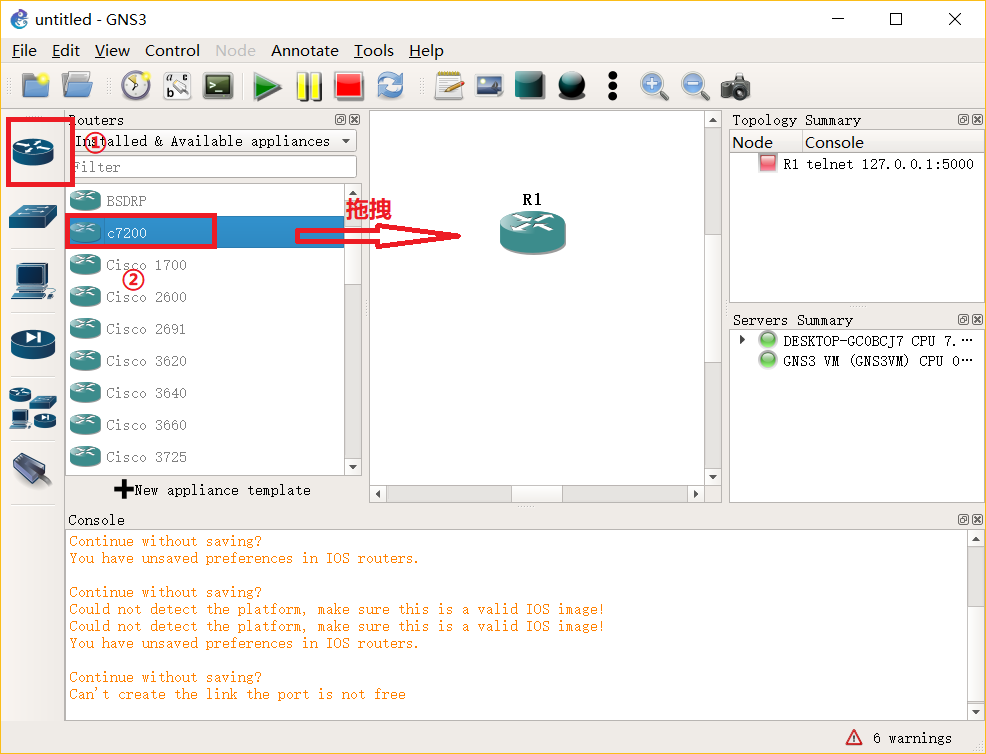 untitled - GNS3
File Edit View Control Node Annotate Tools Help
Routers
①
Installed & Available appliances
Filter
BSDRP
c7200
Cisco 1700
②
Cisco 2600
Cisco 2691
Cisco 3620
Cisco 3640
Cisco 3660
Cisco 3725
New appliance template
拖拽
R1
Topology Summary
Node Console
R1 telnet 127.0.0.1:5000
Servers Summary
DESKTOP-GCOBCJ7 CPU 7.…
GNS3 VM (GNS3VM) CPU 0…
Console
Continue without saving?
You have unsaved preferences in IOS routers.
Continue without saving?
Could not detect the platform, make sure this is a valid IOS image!
Could not detect the platform, make sure this is a valid IOS image!
You have unsaved preferences in IOS routers.
Continue without saving?
Can't create the link the port is not free
6 warnings